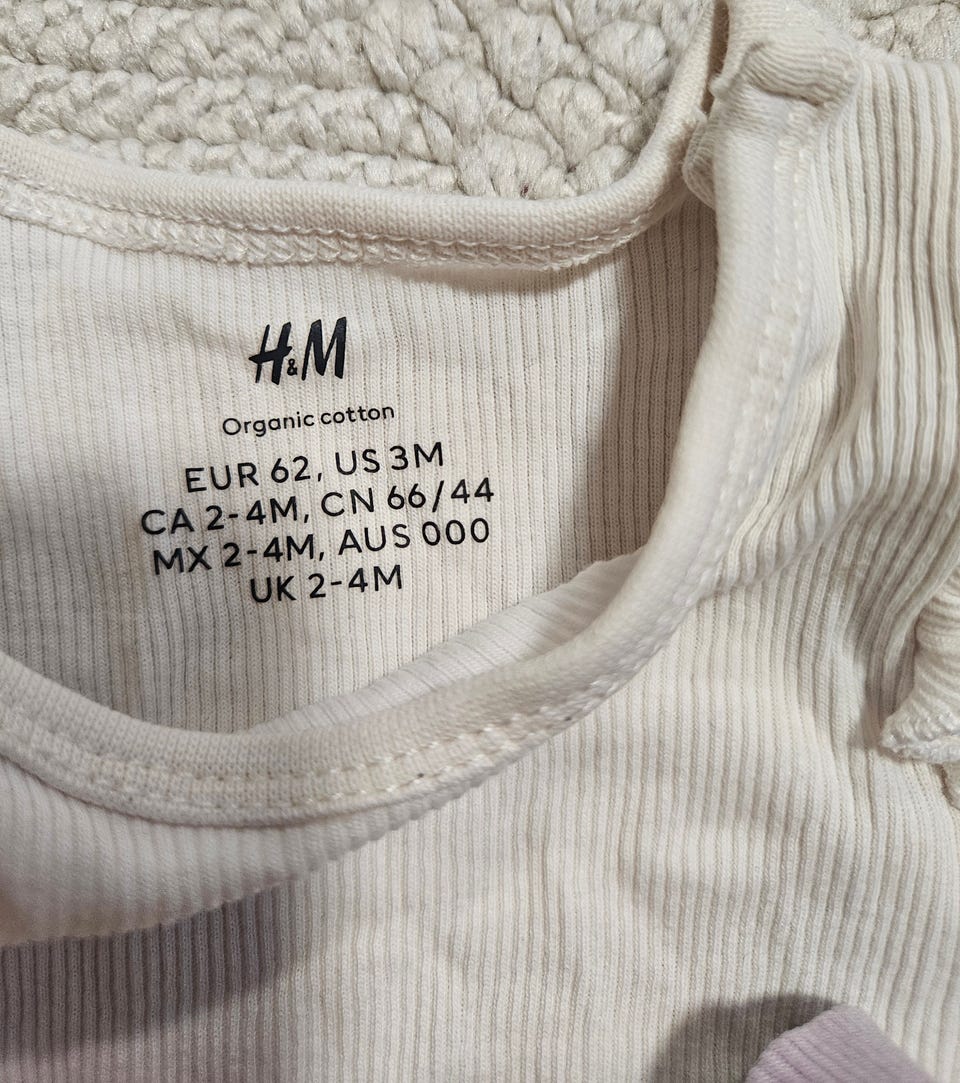 H&M
Organic cotton
EUR 62, US 3M
CA 2-4M, CN 66/44
MX 2-4M, AUS 000
UK 2-4M